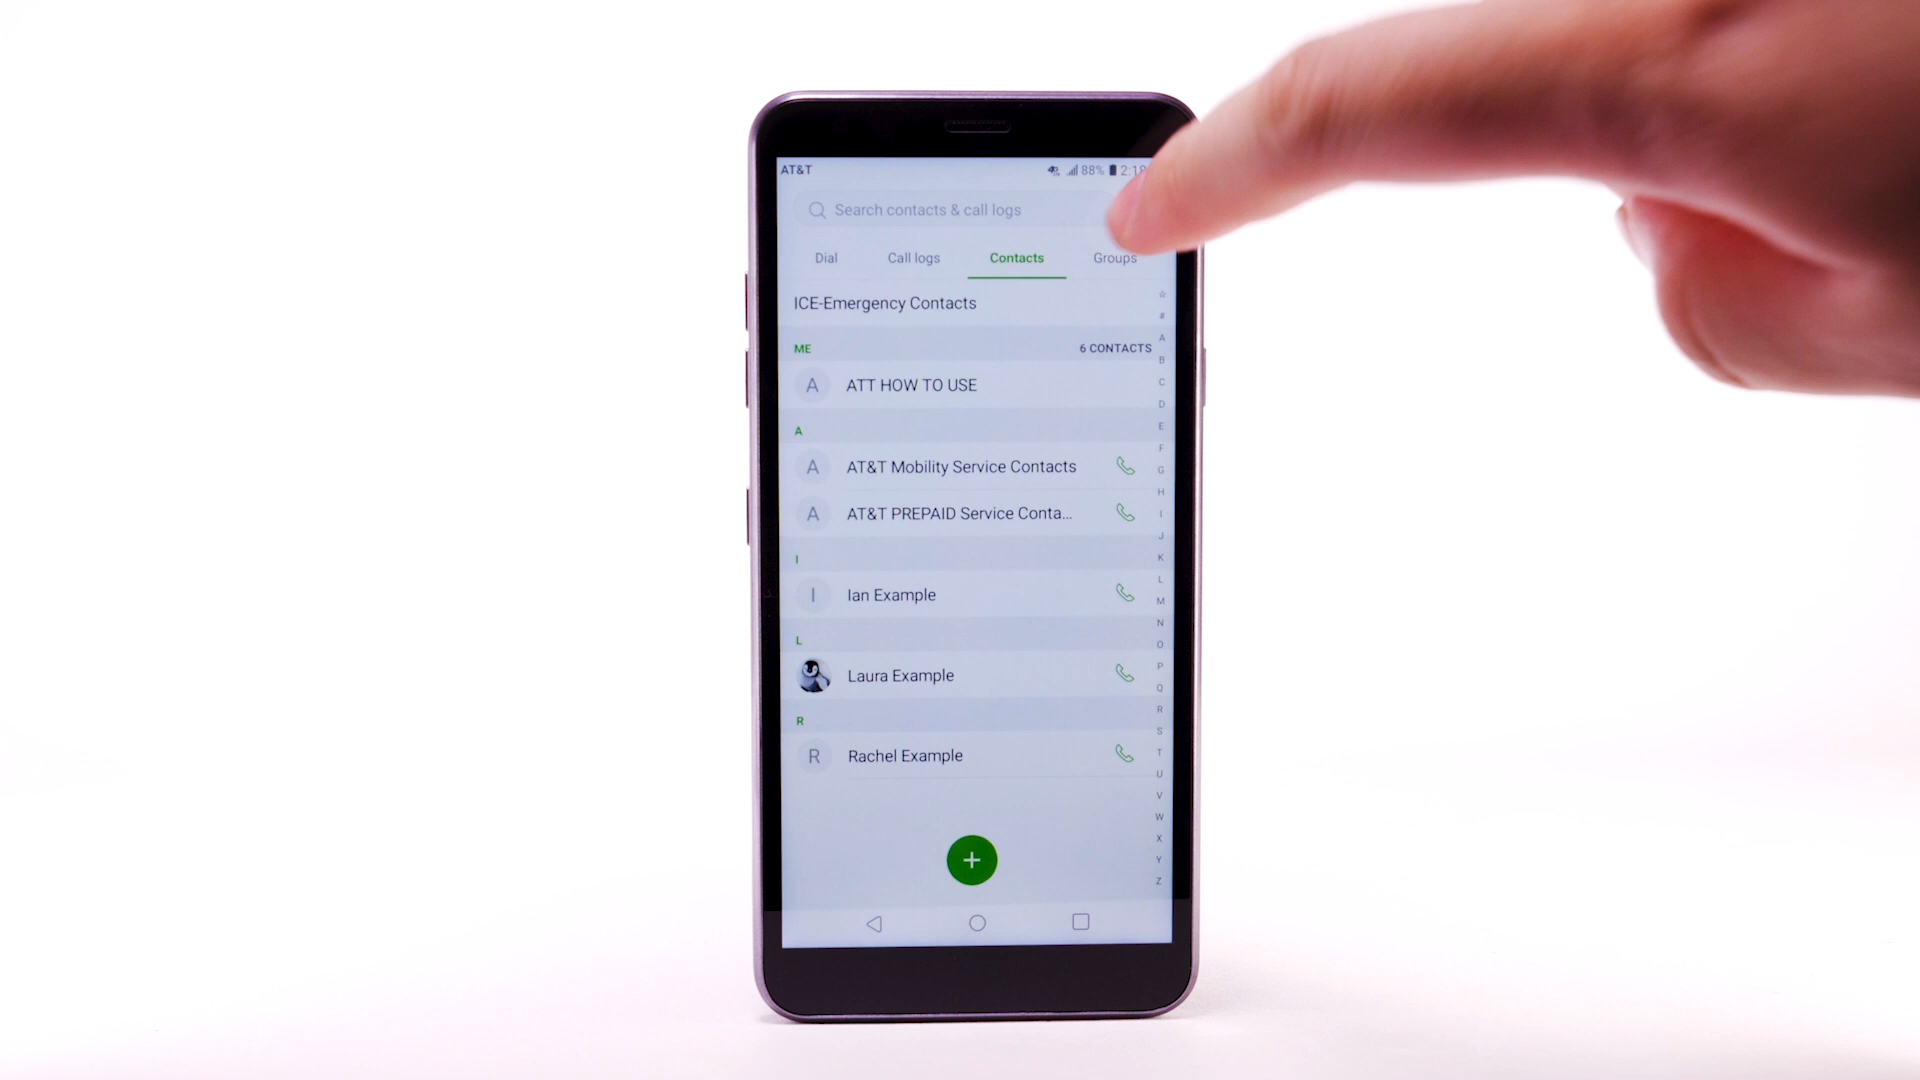 AT&T 88% 2:18
Search contacts & call logs
Dial Call logs Contacts Groups
ICE-Emergency Contacts
ME 6 CONTACTS
A ATT HOW TO USE
A
A AT&T Mobility Service Contacts
A AT&T PREPAID Service Conta...
I
I Ian Example
L
Laura Example
R
R Rachel Example
#
A
B
C
D
E
F
G
H
I
J
K
L
M
N
O
P
Q
R
S
T
U
V
W
X
Y
Z